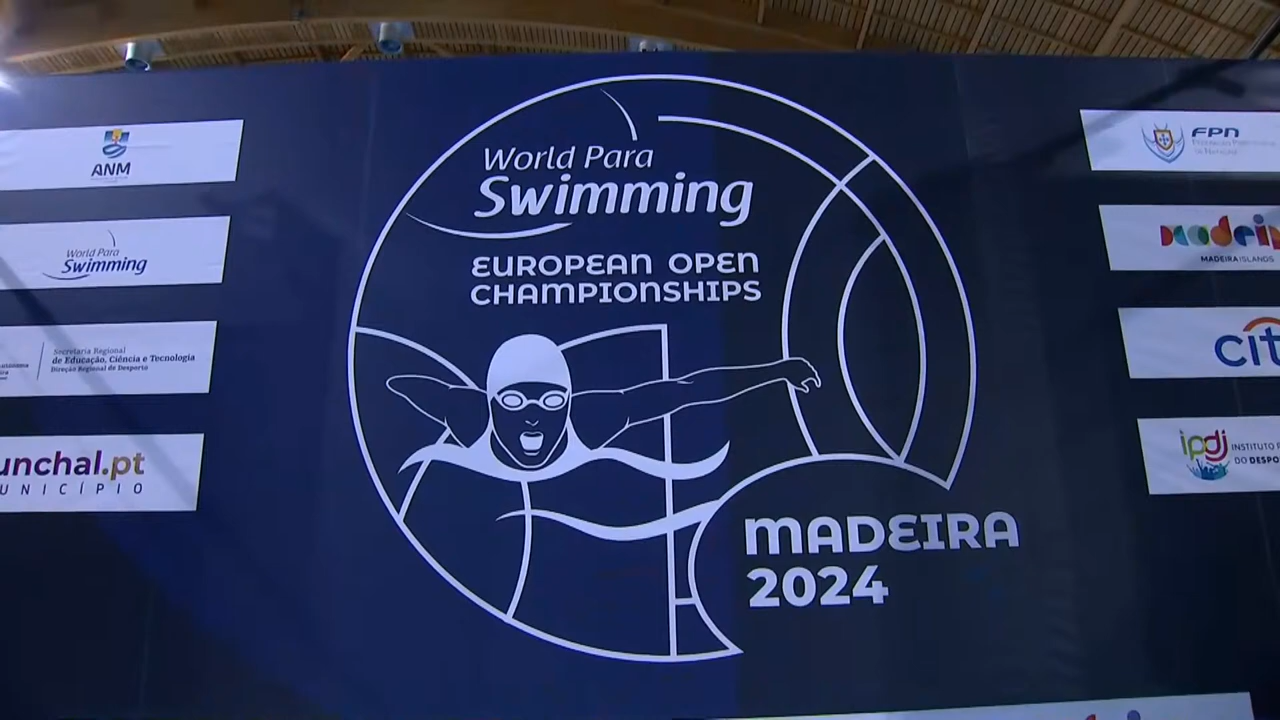 ANM
World Para
Swimming
Secretaria Regional
de Educação, Ciência e Tecnologia
Direção Regional de Desporto
unchal.pt
UNICÍPIO
World Para
Swimming
EUROPEAN OPEN
CHAMPIONSHIPS
MADEIRA
2024
FPN
madei
MADEIRA ISLANDS
cit
ipdj
INSTITUTO
DO DESPO